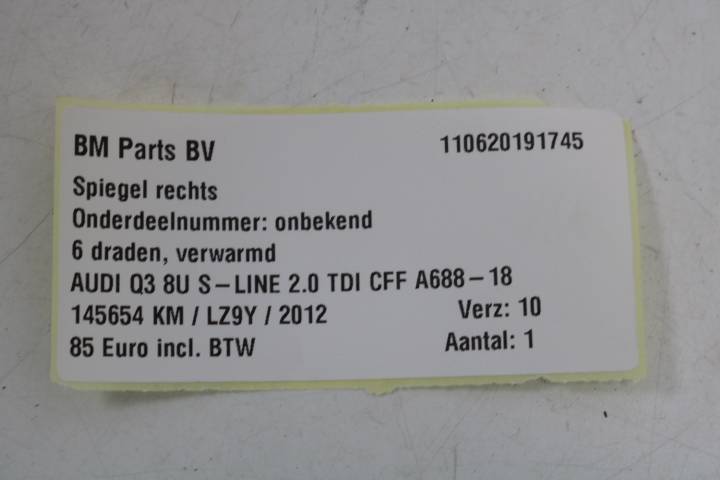 BM Parts BV 110620191745
Spiegel rechts
Onderdeelnummer: onbekend
6 draden, verwarmd
AUDI Q3 8U S-LINE 2.0 TDI CFF A688-18
145654 KM / LZ9Y / 2012 Verz: 10
85 Euro incl. BTW Aantal: 1